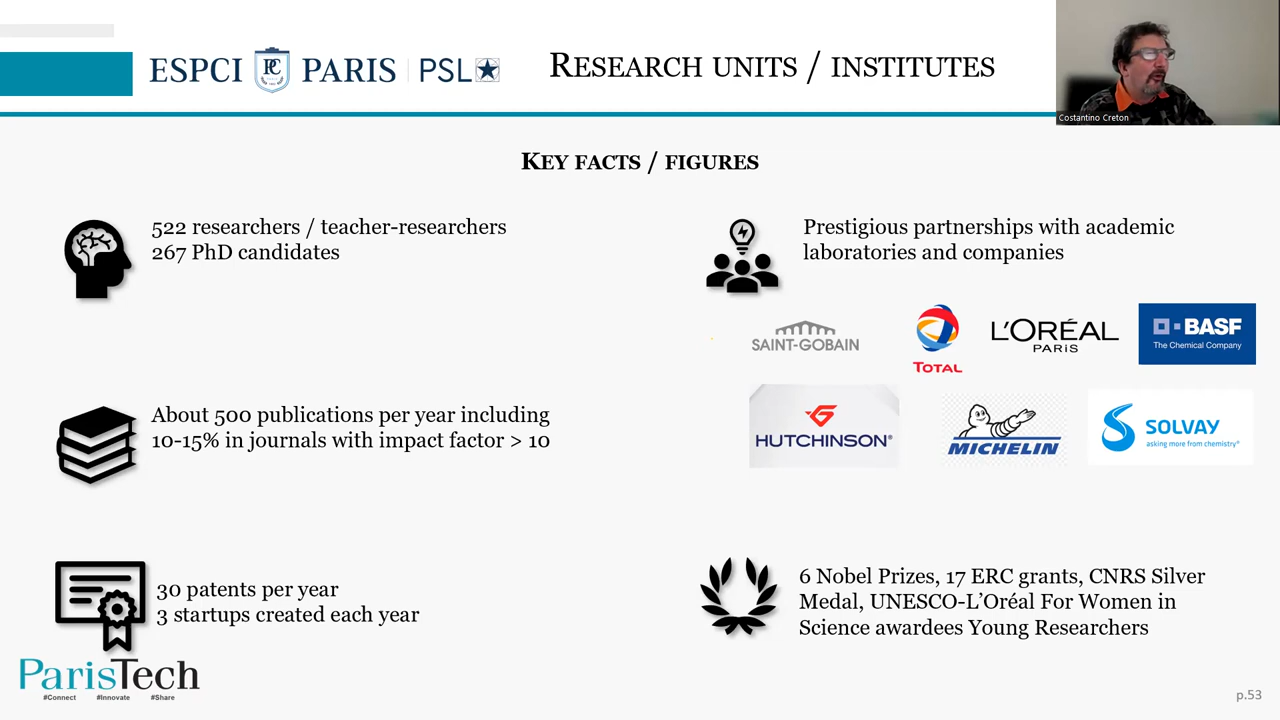 ESPCI PARIS PSL
RESEARCH UNITS / INSTITUTES
Costantino Creton
KEY FACTS / FIGURES
522 researchers / teacher-researchers
267 PhD candidates
Prestigious partnerships with academic
laboratories and companies
SAINT-GOBAIN
TOTAL
L'ORÉAL
PARIS
BASF
The Chemical Company
HUTCHINSON®
MICHELIN
SOLVAY
asking more from chemistry®
About 500 publications per year including
10-15% in journals with impact factor > 10
30 patents per year
3 startups created each year
6 Nobel Prizes, 17 ERC grants, CNRS Silver
Medal, UNESCO-L’Oréal For Women in
Science awardees Young Researchers
ParisTech
#Connect #Innovate #Share
p.53